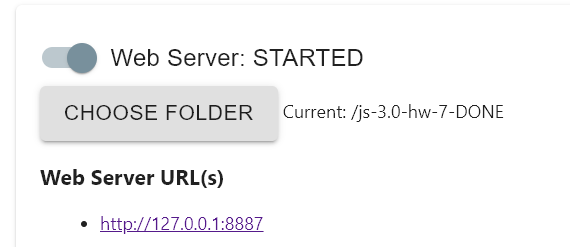 Web Server: STARTED
CHOOSE FOLDER Current: /js-3.0-hw-7-DONE
Web Server URL(s)
http://127.0.0.1:8887